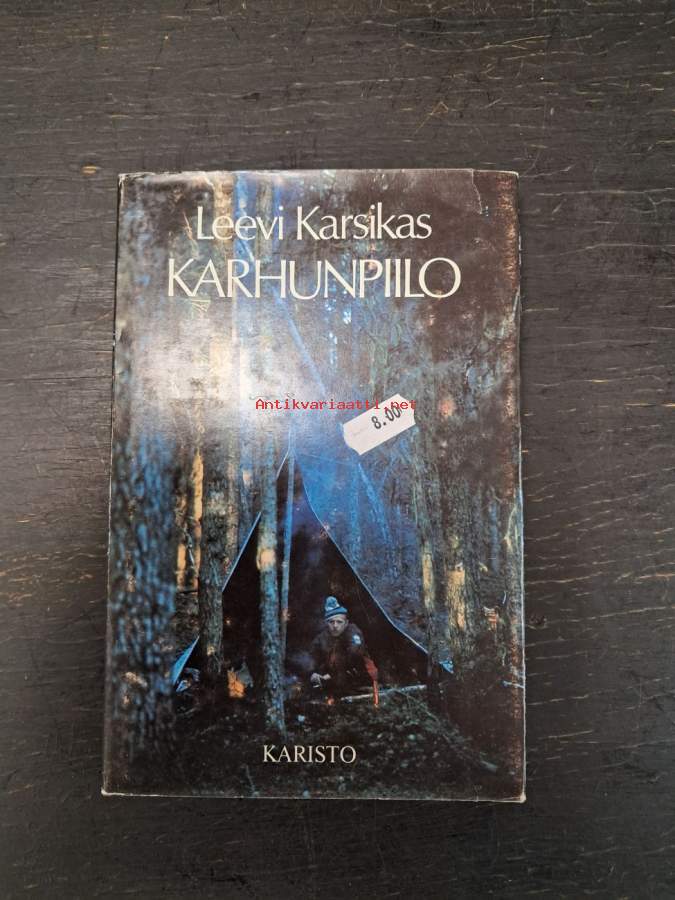 Leevi Karsikas
KARHUNPIILO
Antikvariaatti.net
8.00
KARISTO